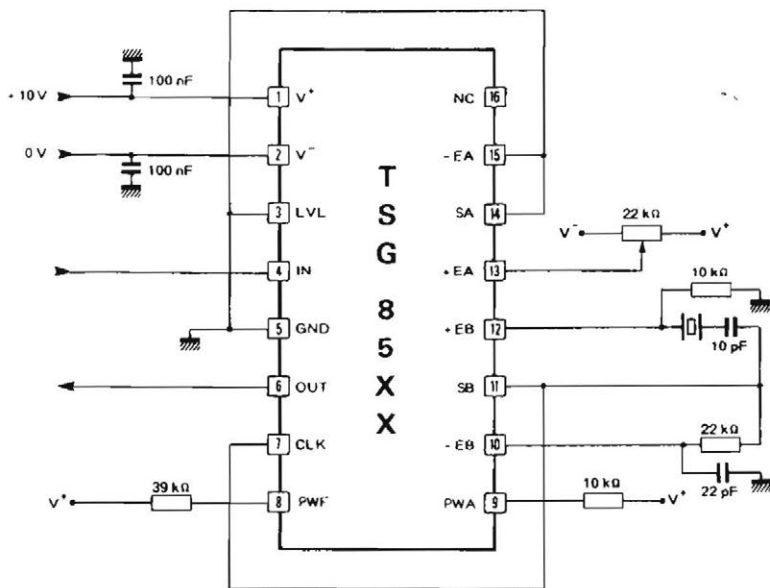 100 nF
+10 V
1 V+
0 V
2 V-
100 nF
3 LVL
4 IN
5 GND
6 OUT
7 CLK
V+
39 kΩ
8 PWF
TSG 85XX
NC 16
-EA 15
SA 14
22 kΩ
V-
V+
+EA 13
10 kΩ
+EB 12
10 pF
SB 11
22 kΩ
-EB 10
22 pF
10 kΩ
PWA 9
V+